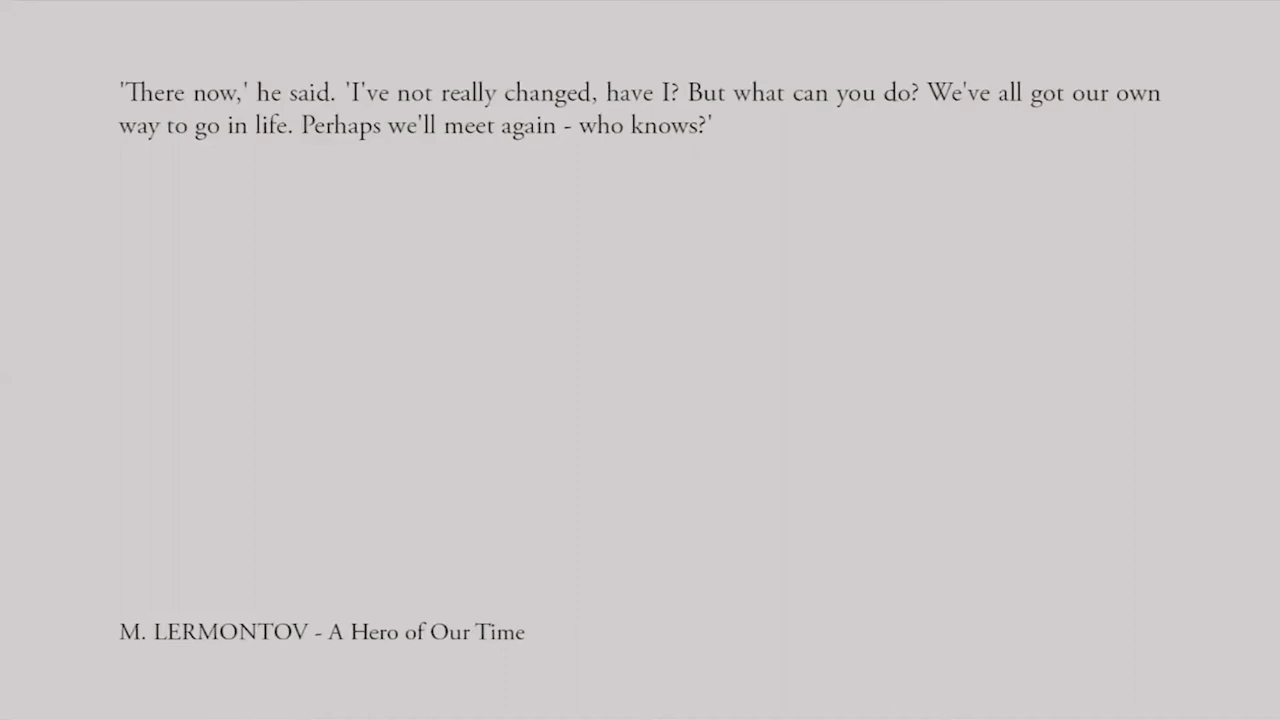 'There now,' he said. 'I've not really changed, have I? But what can you do? We've all got our own
way to go in life. Perhaps we'll meet again - who knows?'
M. LERMONTOV - A Hero of Our Time